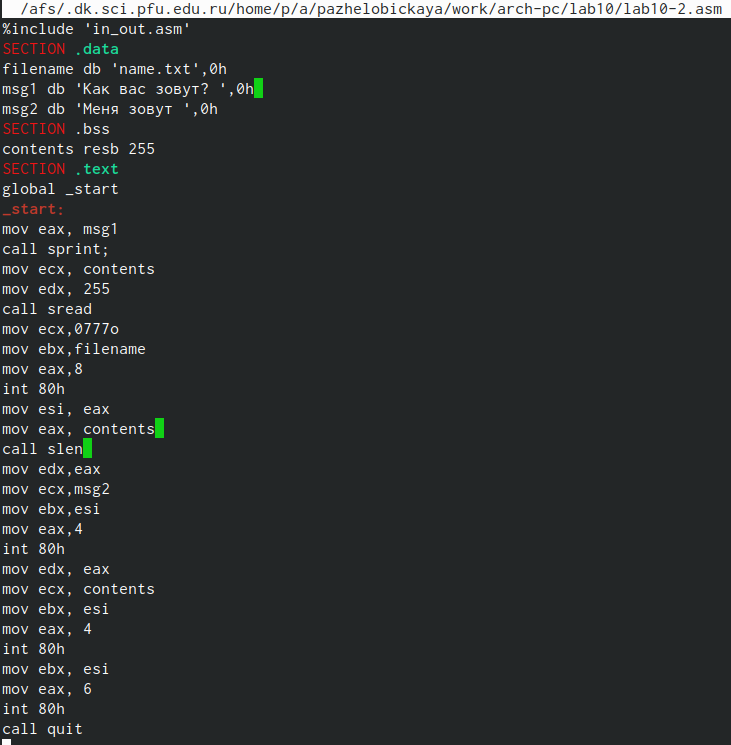 /afs/.dk.sci.pfu.edu.ru/home/p/a/pazhelobickaya/work/arch-pc/lab10/lab10-2.asm
%include 'in_out.asm'
SECTION .data
filename db 'name.txt',0h
msg1 db 'Как вас зовут? ',0h
msg2 db 'Меня зовут ',0h
SECTION .bss
contents resb 255
SECTION .text
global _start
_start:
mov eax, msg1
call sprint;
mov ecx, contents
mov edx, 255
call sread
mov ecx,0777o
mov ebx,filename
mov eax,8
int 80h
mov esi, eax
mov eax, contents
call slen
mov edx,eax
mov ecx,msg2
mov ebx,esi
mov eax,4
int 80h
mov edx, eax
mov ecx, contents
mov ebx, esi
mov eax, 4
int 80h
mov ebx, esi
mov eax, 6
int 80h
call quit